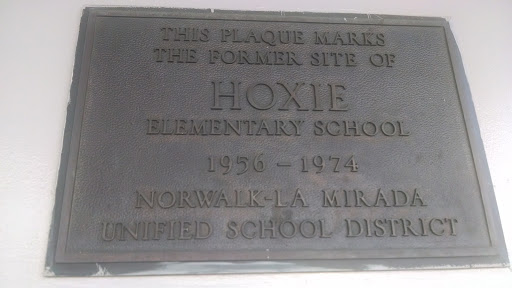 THIS PLAQUE MARKS
THE FORMER SITE OF
HOXIE
ELEMENTARY SCHOOL
1956 - 1974
NORWALK-LA MIRADA
UNIFIED SCHOOL DISTRICT